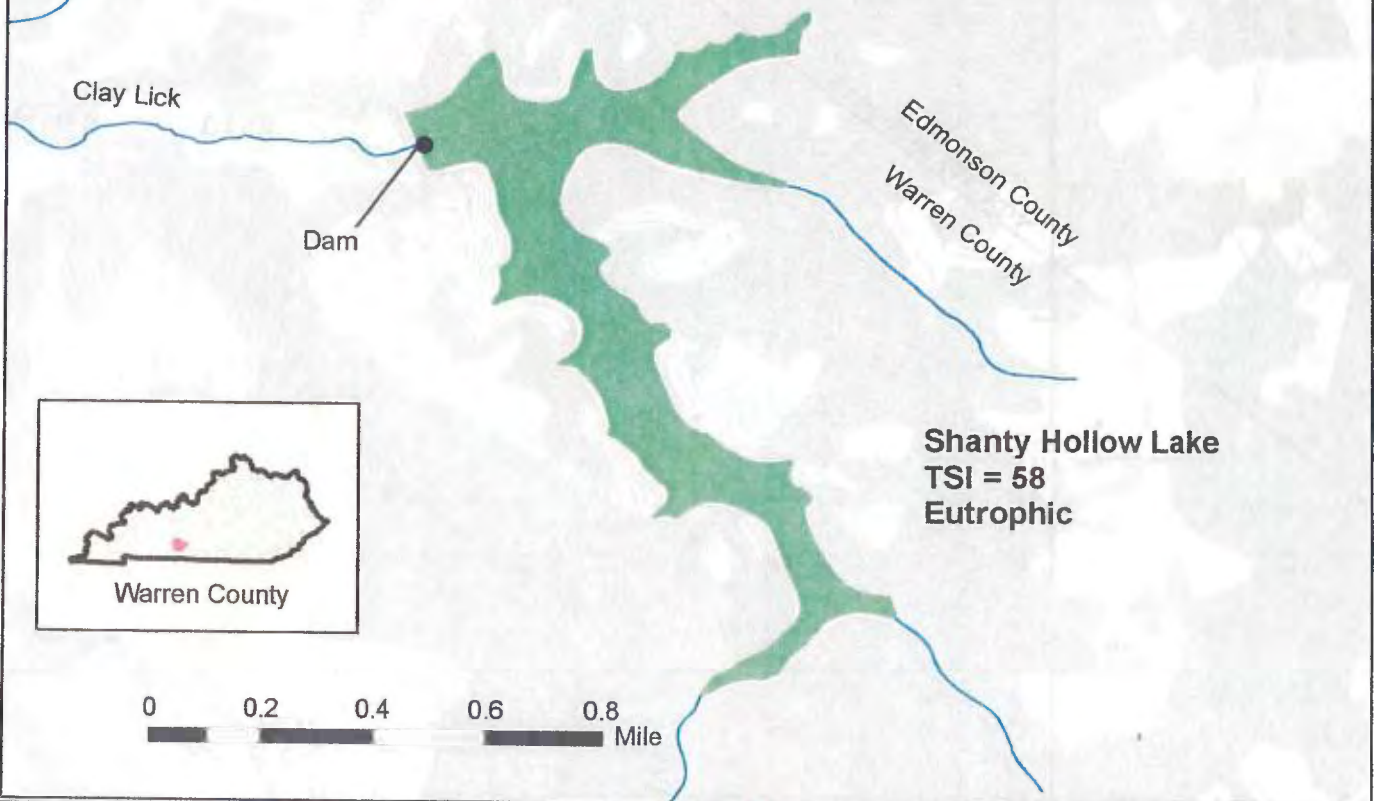 Clay Lick
Dam
Edmonson County
Warren County
Shanty Hollow Lake
TSI = 58
Eutrophic
Warren County
0 0.2 0.4 0.6 0.8
Mile